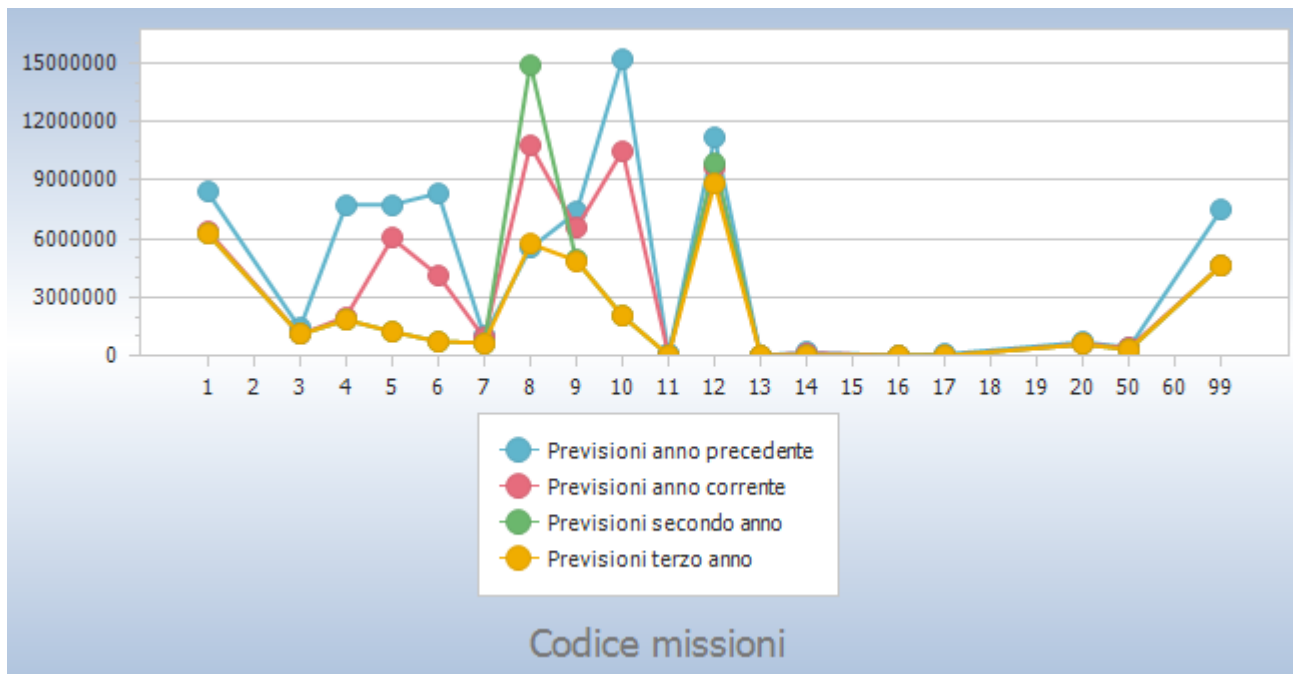 15000000
12000000
9000000
6000000
3000000
0
1 2 3 4 5 6 7 8 9 10 11 12 13 14 15 16 17 18 19 20 50 60 99
Previsioni anno precedente
Previsioni anno corrente
Previsioni secondo anno
Previsioni terzo anno
Codice missioni